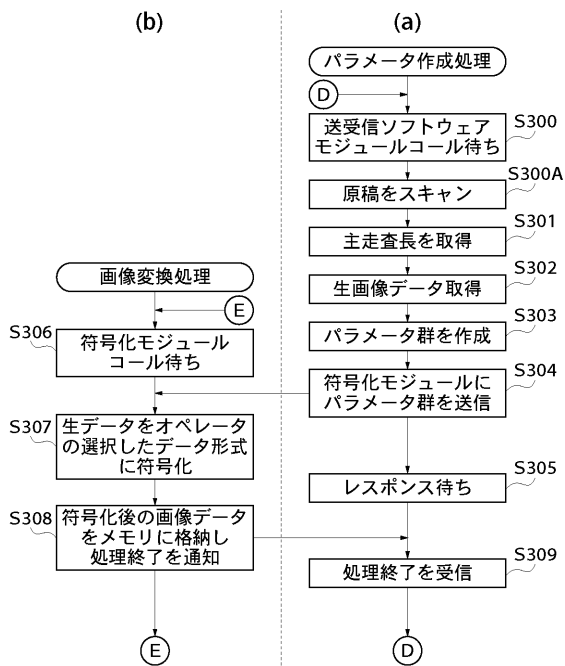 (b)
(a)
パラメータ作成処理
D
送受信ソフトウェア
モジュールコール待ち
S300
原稿をスキャン
S300A
主走査長を取得
S301
生画像データ取得
S302
パラメータ群を作成
S303
符号化モジュールに
パラメータ群を送信
S304
レスポンス待ち
S305
処理終了を受信
S309
D
画像変換処理
E
S306
符号化モジュール
コール待ち
S307
生データをオペレータ
の選択したデータ形式
に符号化
S308
符号化後の画像データ
をメモリに格納し
処理終了を通知
E